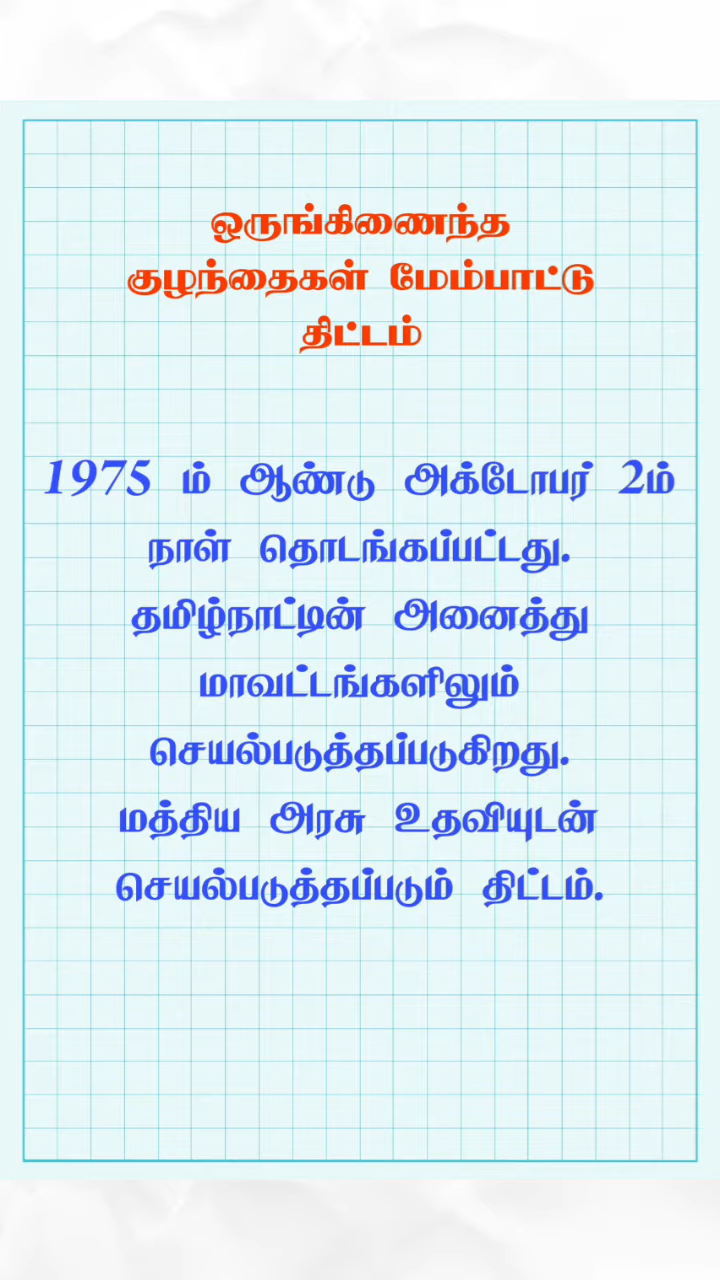 ஒருங்கிணைந்த
குழந்தைகள் மேம்பாட்டு
திட்டம்
1975 ம் ஆண்டு அக்டோபர் 2ம்
நாள் தொடங்கப்பட்டது.
தமிழ்நாட்டின் அனைத்து
மாவட்டங்களிலும்
செயல்படுத்தப்படுகிறது.
மத்திய அரசு உதவியுடன்
செயல்படுத்தப்படும் திட்டம்.